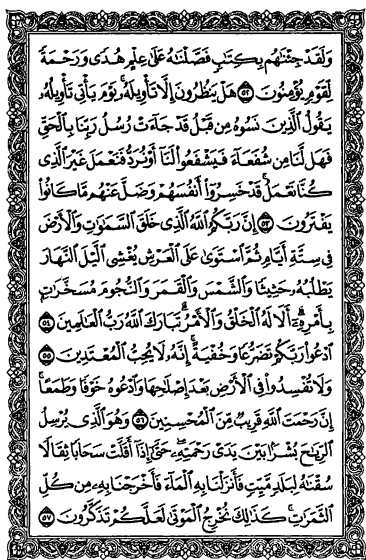 وَلَقَدْ جِئْنَٰهُم بِكِتَٰبٍ فَصَّلْنَٰهُ عَلَىٰ عِلْمٍ هُدًى وَرَحْمَةً
لِّقَوْمٍ يُؤْمِنُونَ ۝٥٢ هَلْ يَنظُرُونَ إِلَّا تَأْوِيلَهُۥ ۚ يَوْمَ يَأْتِى تَأْوِيلُهُۥ
يَقُولُ ٱلَّذِينَ نَسُوهُ مِن قَبْلُ قَدْ جَآءَتْ رُسُلُ رَبِّنَا بِٱلْحَقِّ
فَهَل لَّنَا مِن شُفَعَآءَ فَيَشْفَعُوا۟ لَنَآ أَوْ نُرَدُّ فَنَعْمَلَ غَيْرَ ٱلَّذِى
كُنَّا نَعْمَلُ ۚ قَدْ خَسِرُوٓا۟ أَنفُسَهُمْ وَضَلَّ عَنْهُم مَّا كَانُوا۟
يَفْتَرُونَ ۝٥٣ إِنَّ رَبَّكُمُ ٱللَّهُ ٱلَّذِى خَلَقَ ٱلسَّمَٰوَٰتِ وَٱلْأَرْضَ
فِى سِتَّةِ أَيَّامٍ ثُمَّ ٱسْتَوَىٰ عَلَى ٱلْعَرْشِ يُغْشِى ٱلَّيْلَ ٱلنَّهَارَ
يَطْلُبُهُۥ حَثِيثًا وَٱلشَّمْسَ وَٱلْقَمَرَ وَٱلنُّجُومَ مُسَخَّرَٰتٍۭ
بِأَمْرِهِۦٓ ۗ أَلَا لَهُ ٱلْخَلْقُ وَٱلْأَمْرُ ۗ تَبَارَكَ ٱللَّهُ رَبُّ ٱلْعَٰلَمِينَ ۝٥٤
ٱدْعُوا۟ رَبَّكُمْ تَضَرُّعًا وَخُفْيَةً ۚ إِنَّهُۥ لَا يُحِبُّ ٱلْمُعْتَدِينَ ۝٥٥
وَلَا تُفْسِدُوا۟ فِى ٱلْأَرْضِ بَعْدَ إِصْلَٰحِهَا وَٱدْعُوهُ خَوْفًا وَطَمَعًا ۚ
إِنَّ رَحْمَتَ ٱللَّهِ قَرِيبٌ مِّنَ ٱلْمُحْسِنِينَ ۝٥٦ وَهُوَ ٱلَّذِى يُرْسِلُ
ٱلرِّيَٰحَ بُشْرًۢا بَيْنَ يَدَىْ رَحْمَتِهِۦ ۖ حَتَّىٰٓ إِذَآ أَقَلَّتْ سَحَابًا ثِقَالًا
سُقْنَٰهُ لِبَلَدٍ مَّيِّتٍ فَأَنزَلْنَا بِهِ ٱلْمَآءَ فَأَخْرَجْنَا بِهِۦ مِن كُلِّ
ٱلثَّمَرَٰتِ ۚ كَذَٰلِكَ نُخْرِجُ ٱلْمَوْتَىٰ لَعَلَّكُمْ تَذَكَّرُونَ ۝٥٧